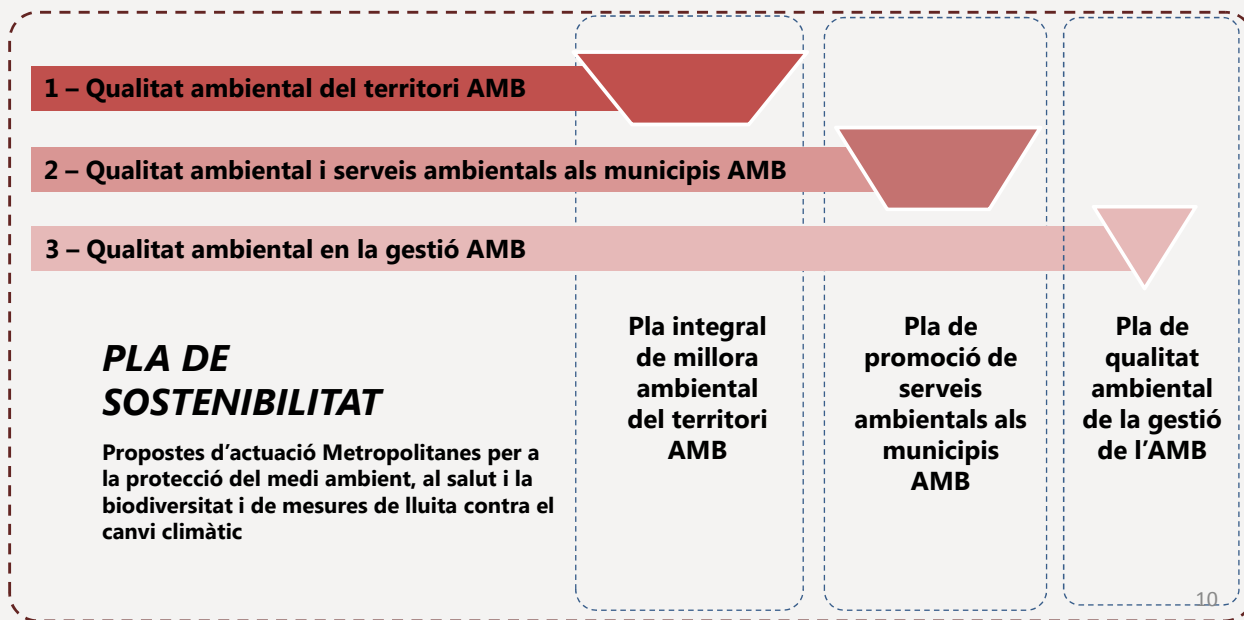 1 – Qualitat ambiental del territori AMB
2 – Qualitat ambiental i serveis ambientals als municipis AMB
3 – Qualitat ambiental en la gestió AMB
PLA DE
SOSTENIBILITAT
Propostes d’actuació Metropolitanes per a
la protecció del medi ambient, al salut i la
biodiversitat i de mesures de lluita contra el
canvi climàtic
Pla integral
de millora
ambiental
del territori
AMB
Pla de
promoció de
serveis
ambientals als
municipis
AMB
Pla de
qualitat
ambiental
de la gestió
de l’AMB
10